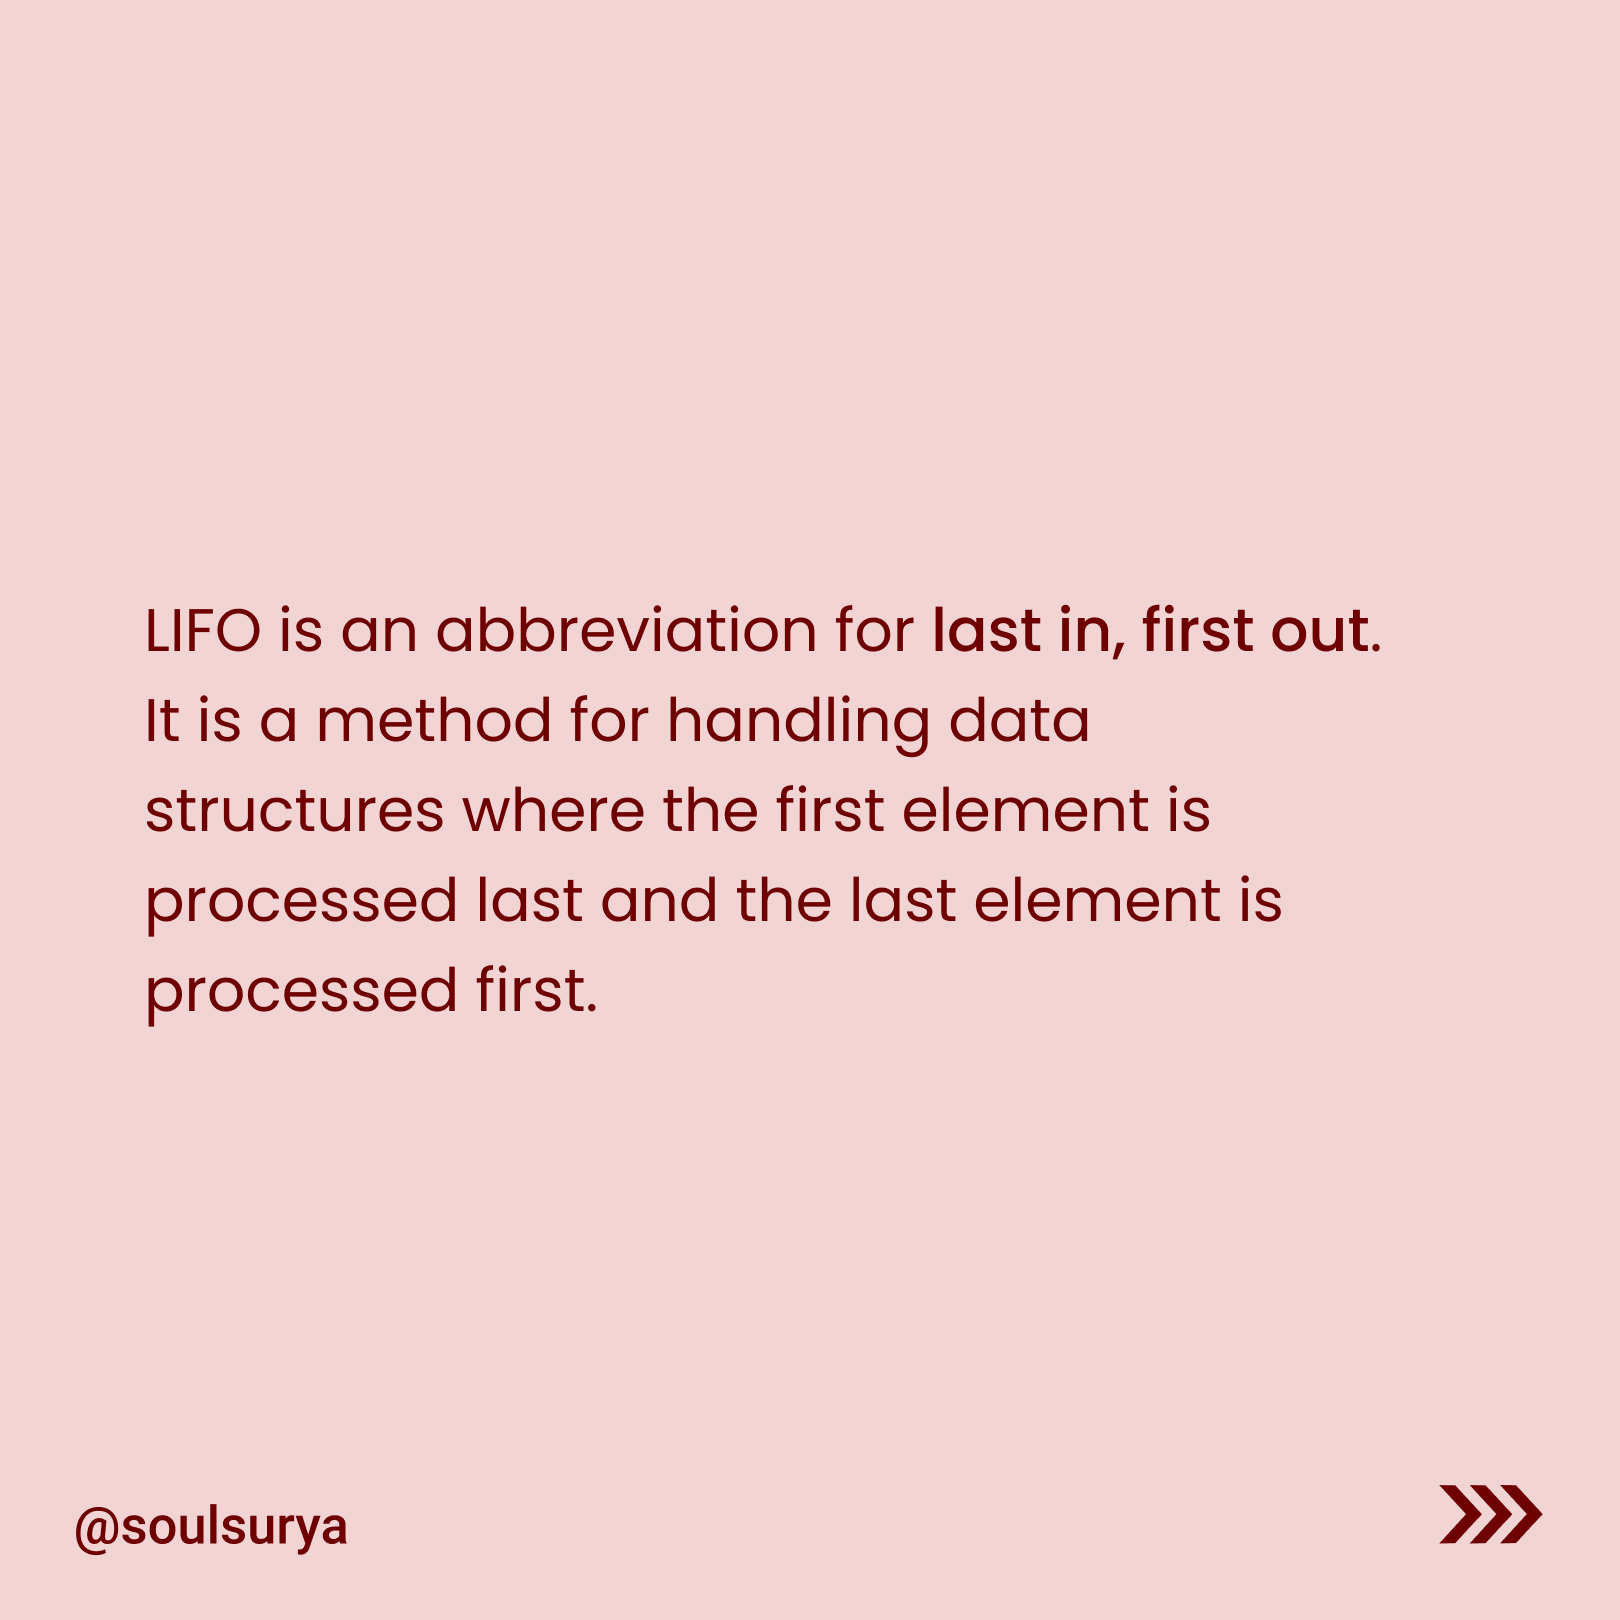 LIFO is an abbreviation for last in, first out.
It is a method for handling data
structures where the first element is
processed last and the last element is
processed first.
@soulsurya